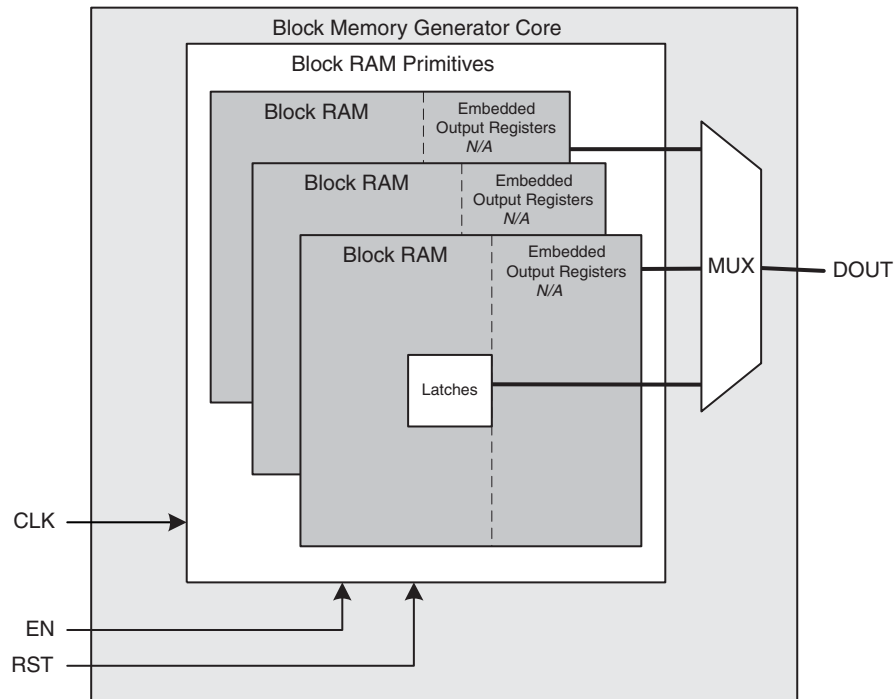 Block Memory Generator Core
Block RAM Primitives
Block RAM
Embedded
Output Registers
N/A
Block RAM
Embedded
Output Registers
N/A
Block RAM
Embedded
Output Registers
N/A
MUX
DOUT
Latches
CLK
EN
RST